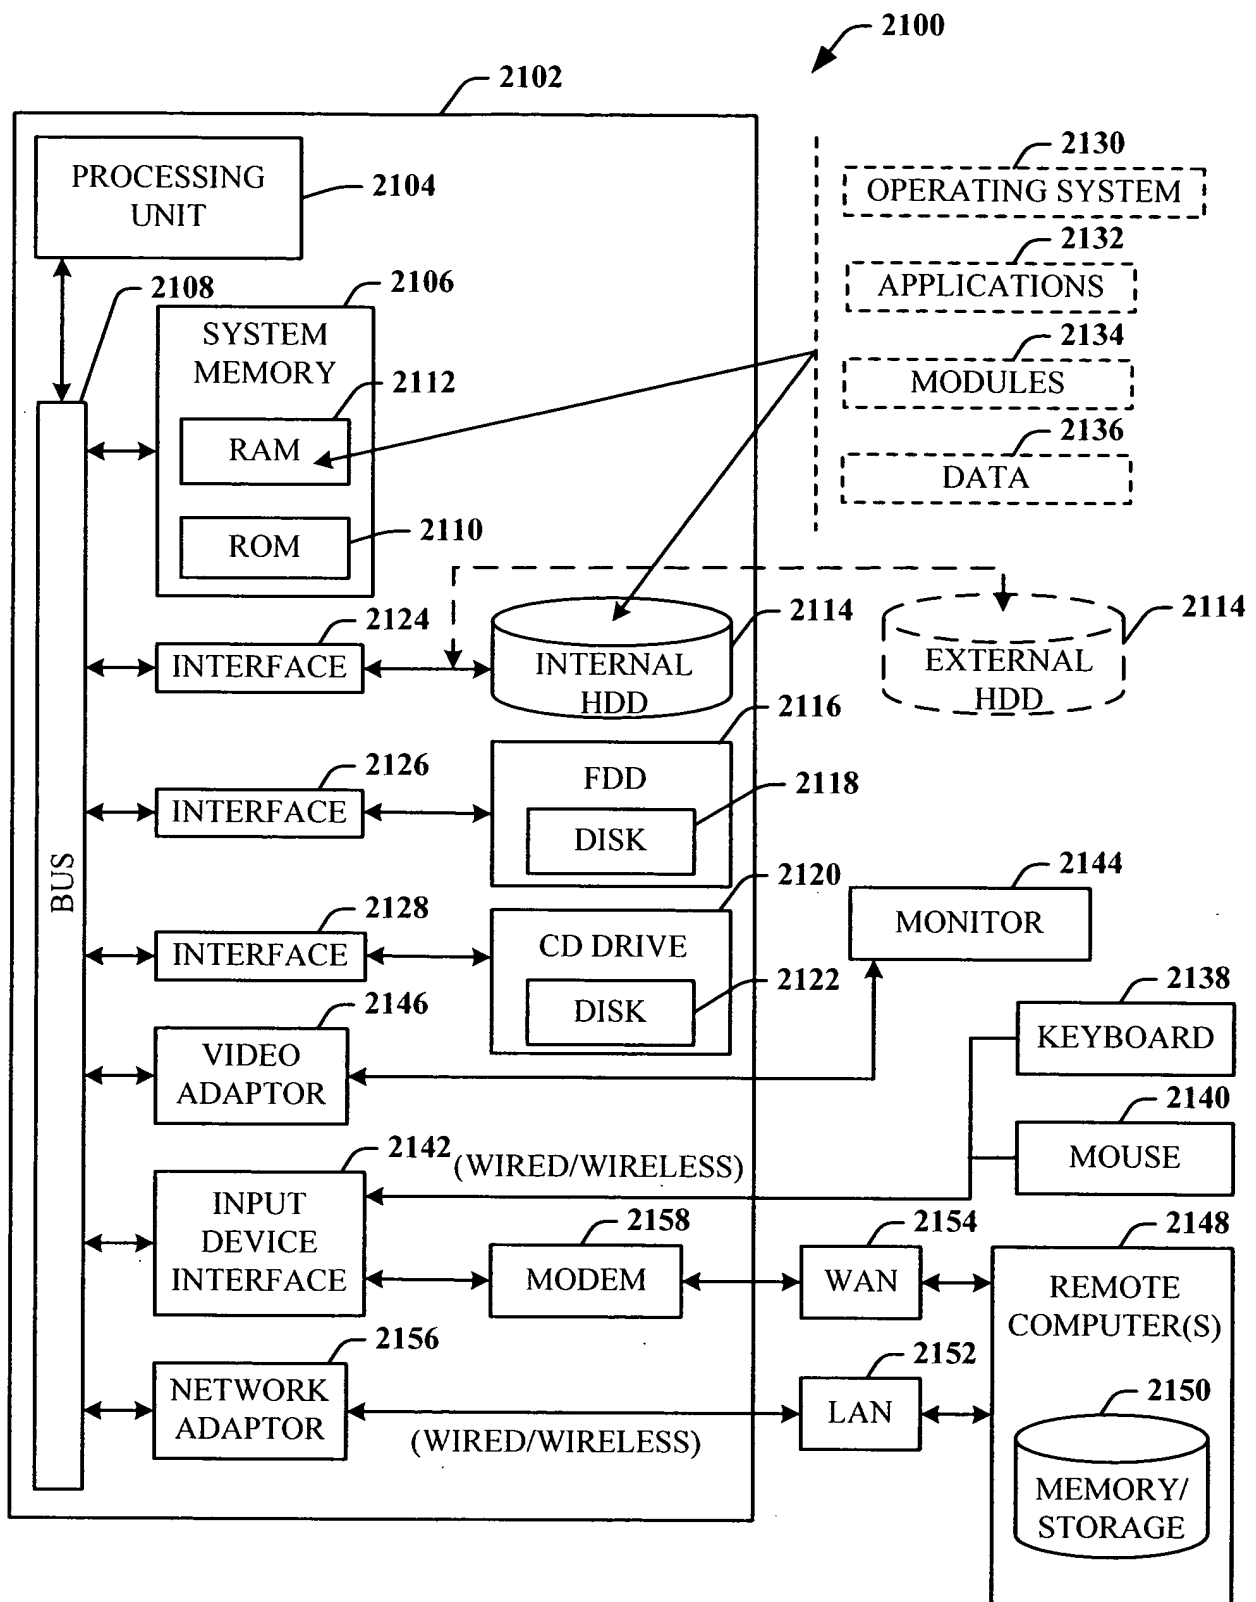 2100
2102
PROCESSING
UNIT
2104
2130
OPERATING SYSTEM
2132
APPLICATIONS
2134
MODULES
2136
DATA
2108
2106
SYSTEM
MEMORY
2112
RAM
2110
ROM
BUS
2124
INTERFACE
2114
INTERNAL
HDD
2114
EXTERNAL
HDD
2126
INTERFACE
2116
FDD
2118
DISK
2128
INTERFACE
2120
CD DRIVE
2122
DISK
2144
MONITOR
2146
VIDEO
ADAPTOR
2138
KEYBOARD
2140
MOUSE
2142
(WIRED/WIRELESS)
INPUT
DEVICE
INTERFACE
2158
MODEM
2154
WAN
2148
REMOTE
COMPUTER(S)
2156
NETWORK
ADAPTOR
(WIRED/WIRELESS)
2152
LAN
2150
MEMORY/
STORAGE